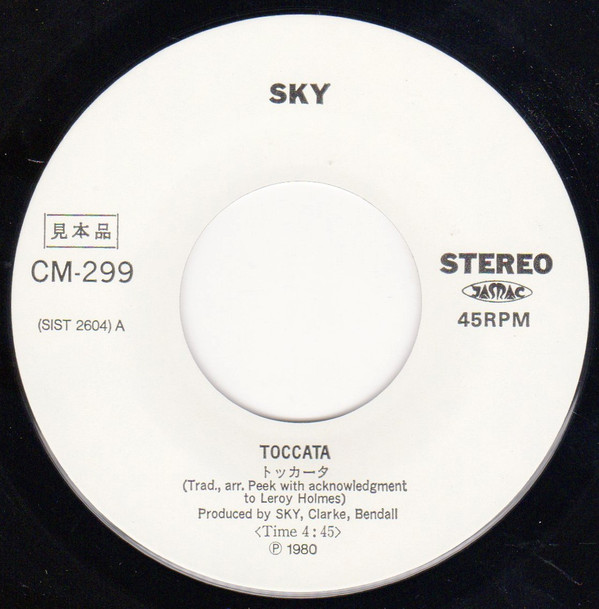 SKY
見本品
CM-299
(SIST 2604) A
STEREO
JASRAC
45RPM
TOCCATA
トッカータ
(Trad., arr. Peek with acknowledgment
to Leroy Holmes)
Produced by SKY, Clarke, Bendall
〈Time 4:45〉
Ⓟ 1980